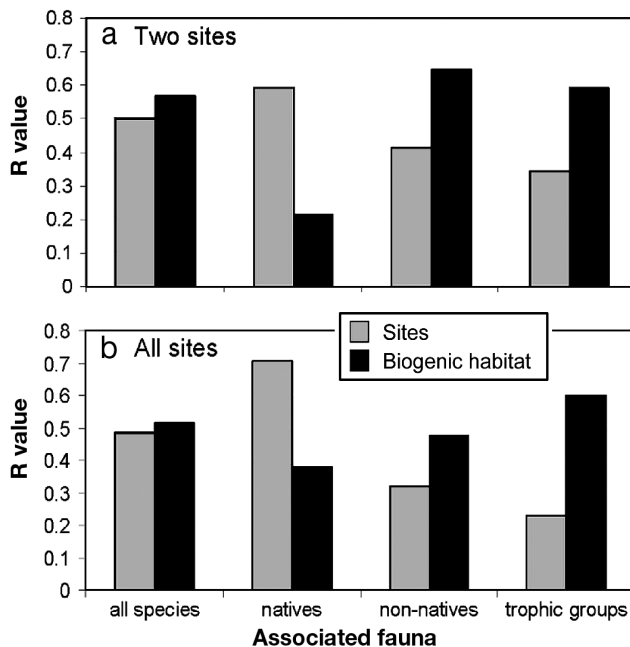 a Two sites
0.8
0.7
0.6
0.5
0.4
0.3
0.2
0.1
0
R value
b All sites
Sites
Biogenic habitat
0.8
0.7
0.6
0.5
0.4
0.3
0.2
0.1
0
R value
all species natives non-natives trophic groups
Associated fauna